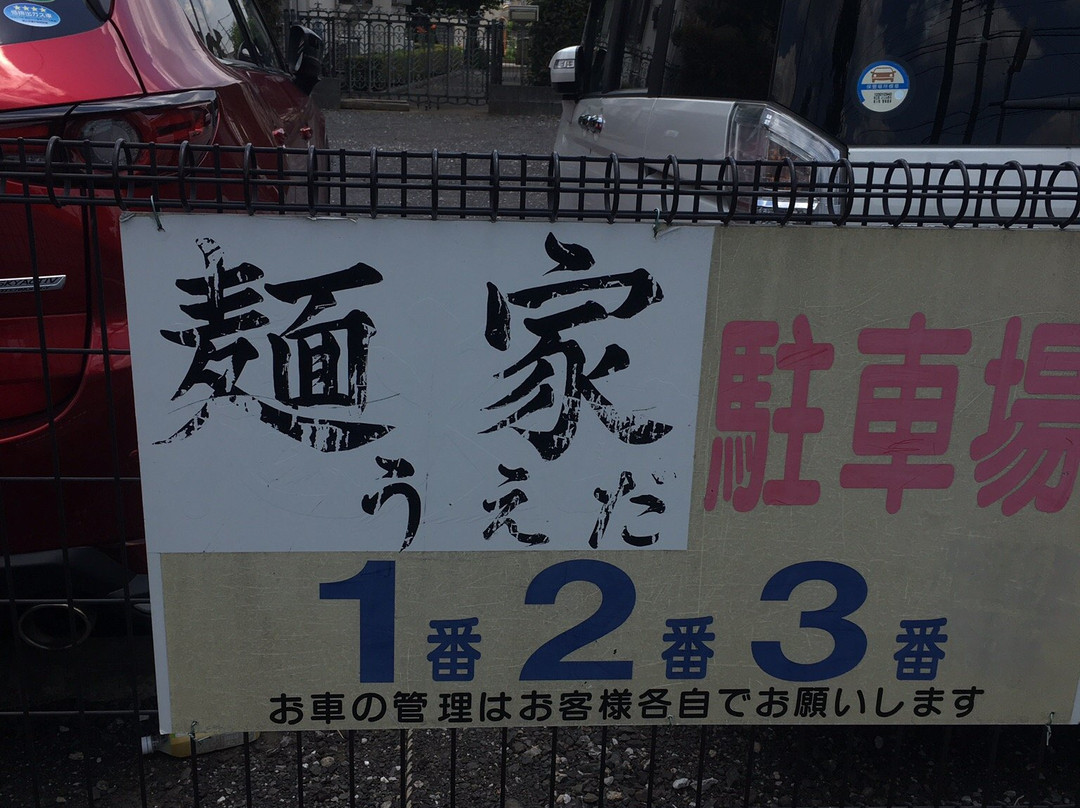 麺家
うえだ
駐車場
1番 2番 3番
お車の管理はお客様各自でお願いします